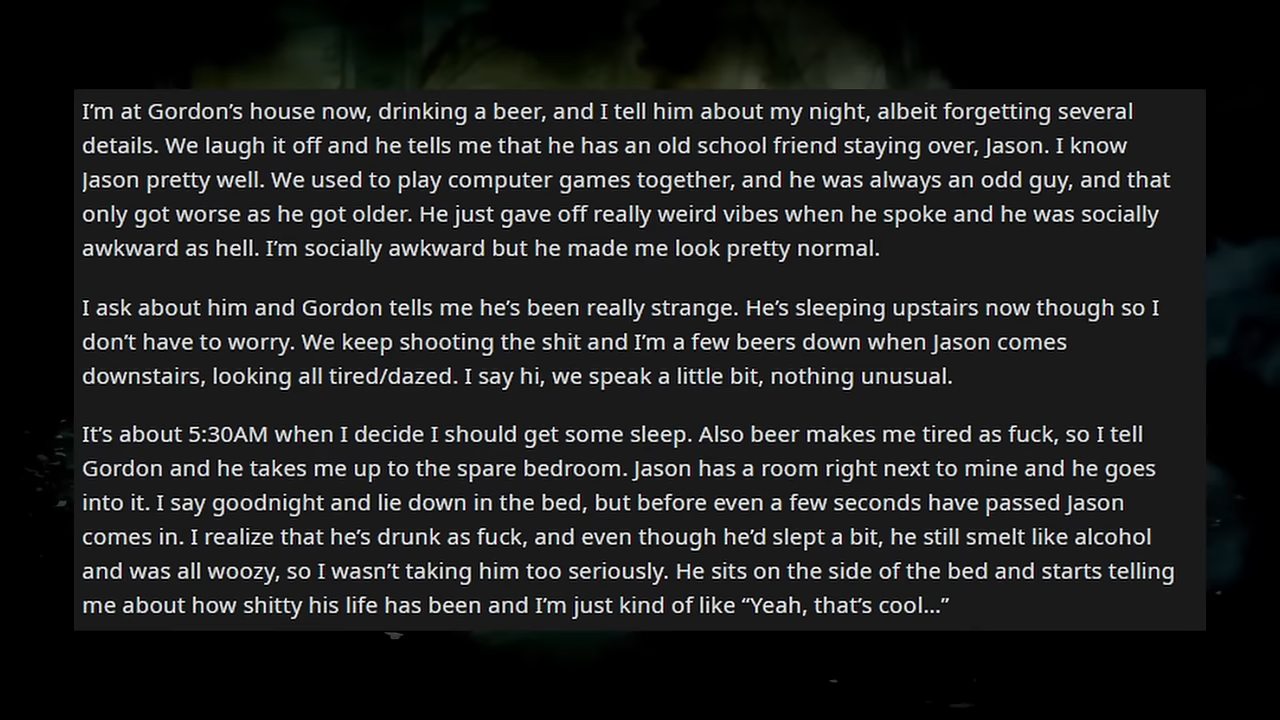 I’m at Gordon’s house now, drinking a beer, and I tell him about my night, albeit forgetting several
details. We laugh it off and he tells me that he has an old school friend staying over, Jason. I know
Jason pretty well. We used to play computer games together, and he was always an odd guy, and that
only got worse as he got older. He just gave off really weird vibes when he spoke and he was socially
awkward as hell. I’m socially awkward but he made me look pretty normal.
I ask about him and Gordon tells me he’s been really strange. He’s sleeping upstairs now though so I
don’t have to worry. We keep shooting the shit and I’m a few beers down when Jason comes
downstairs, looking all tired/dazed. I say hi, we speak a little bit, nothing unusual.
It’s about 5:30AM when I decide I should get some sleep. Also beer makes me tired as fuck, so I tell
Gordon and he takes me up to the spare bedroom. Jason has a room right next to mine and he goes
into it. I say goodnight and lie down in the bed, but before even a few seconds have passed Jason
comes in. I realize that he’s drunk as fuck, and even though he’d slept a bit, he still smelt like alcohol
and was all woozy, so I wasn’t taking him too seriously. He sits on the side of the bed and starts telling
me about how shitty his life has been and I’m just kind of like “Yeah, that’s cool…”